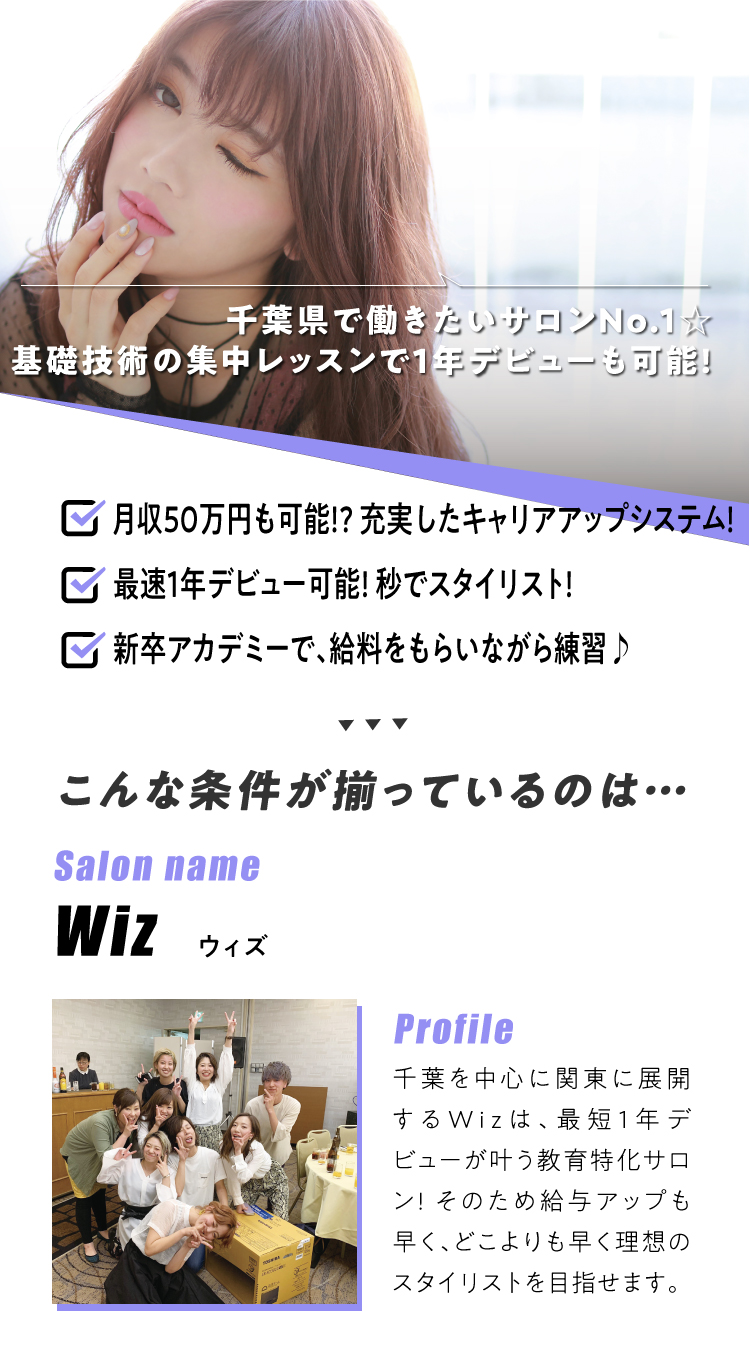 千葉県で働きたいサロンNo.1☆
基礎技術の集中レッスンで1年デビューも可能!
月収50万円も可能!? 充実したキャリアアップシステム!
最速1年デビュー可能! 秒でスタイリスト!
新卒アカデミーで、給料をもらいながら練習♪
▼▼▼
こんな条件が揃っているのは…
Salon name
Wiz ウィズ
Profile
千葉を中心に関東に展開
するWizは、最短1年デ
ビューが叶う教育特化サロ
ン! そのため給与アップも
早く、どこよりも早く理想の
スタイリストを目指せます。
TOSHIBA